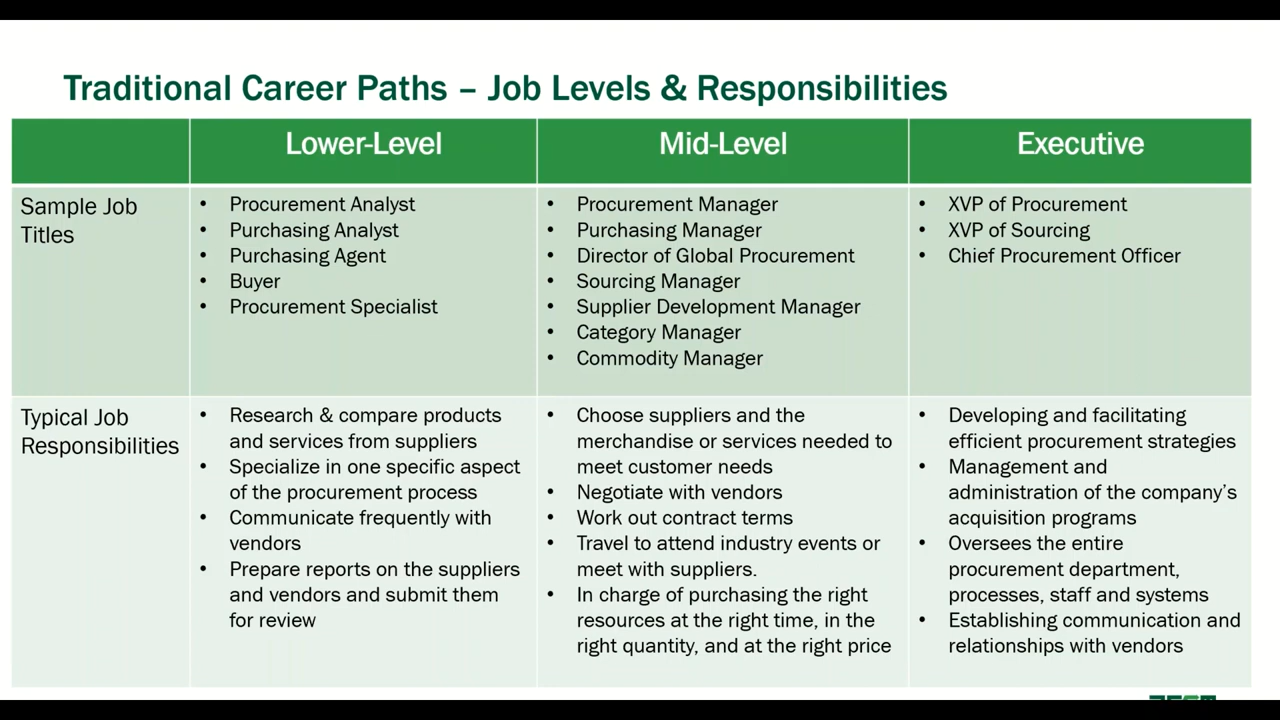 Traditional Career Paths – Job Levels & Responsibilities
Lower-Level
Mid-Level
Executive
Sample Job
Titles
• Procurement Analyst
• Purchasing Analyst
• Purchasing Agent
• Buyer
• Procurement Specialist
• Procurement Manager
• Purchasing Manager
• Director of Global Procurement
• Sourcing Manager
• Supplier Development Manager
• Category Manager
• Commodity Manager
• XVP of Procurement
• XVP of Sourcing
• Chief Procurement Officer
Typical Job
Responsibilities
• Research & compare products
and services from suppliers
• Specialize in one specific aspect
of the procurement process
• Communicate frequently with
vendors
• Prepare reports on the suppliers
and vendors and submit them
for review
• Choose suppliers and the
merchandise or services needed to
meet customer needs
• Negotiate with vendors
• Work out contract terms
• Travel to attend industry events or
meet with suppliers.
• In charge of purchasing the right
resources at the right time, in the
right quantity, and at the right price
• Developing and facilitating
efficient procurement strategies
• Management and
administration of the company’s
acquisition programs
• Oversees the entire
procurement department,
processes, staff and systems
• Establishing communication and
relationships with vendors